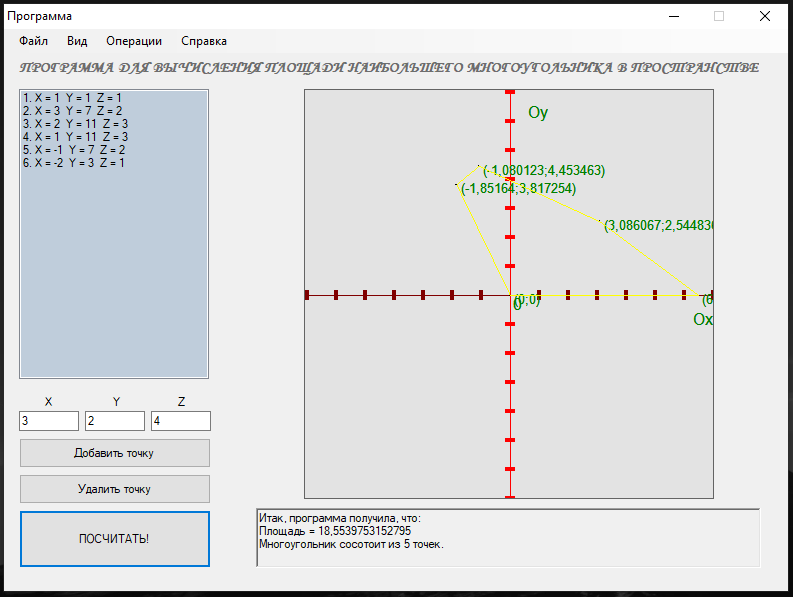 Программа
Файл Вид Операции Справка
ПРОГРАММА ДЛЯ ВЫЧИСЛЕНИЯ ПЛОЩАДИ НАИБОЛЬШЕГО МНОГОУГОЛЬНИКА В ПРОСТРАНСТВЕ
1. X = 1 Y = 1 Z = 1
2. X = 3 Y = 7 Z = 2
3. X = 2 Y = 11 Z = 3
4. X = 1 Y = 11 Z = 3
5. X = -1 Y = 7 Z = 2
6. X = -2 Y = 3 Z = 1
Oy
(-1,080123;4,453463)
(-1,85164;3,817254)
(3,086067;2,544836
(0;0)
0
(6
Ox
X Y Z
3 2 4
Добавить точку
Удалить точку
ПОСЧИТАТЬ!
Итак, программа получила, что:
Площадь = 18,5539753152795
Многоугольник сосотоит из 5 точек.